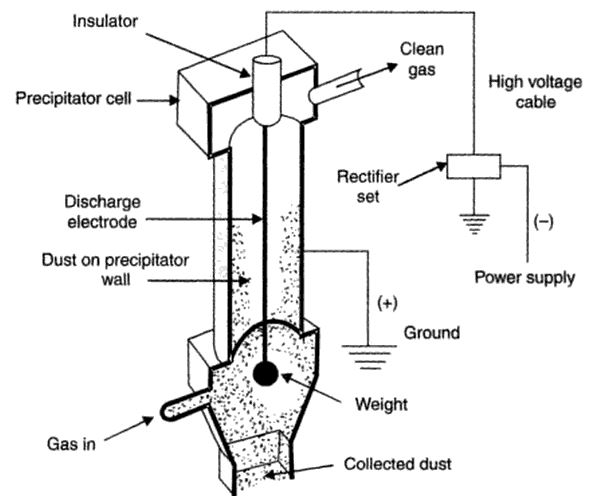 Insulator
Clean
gas
Precipitator cell
High voltage
cable
Rectifier
set
Discharge
electrode
(–)
Dust on precipitator
wall
Power supply
(+)
Ground
Weight
Gas in
Collected dust